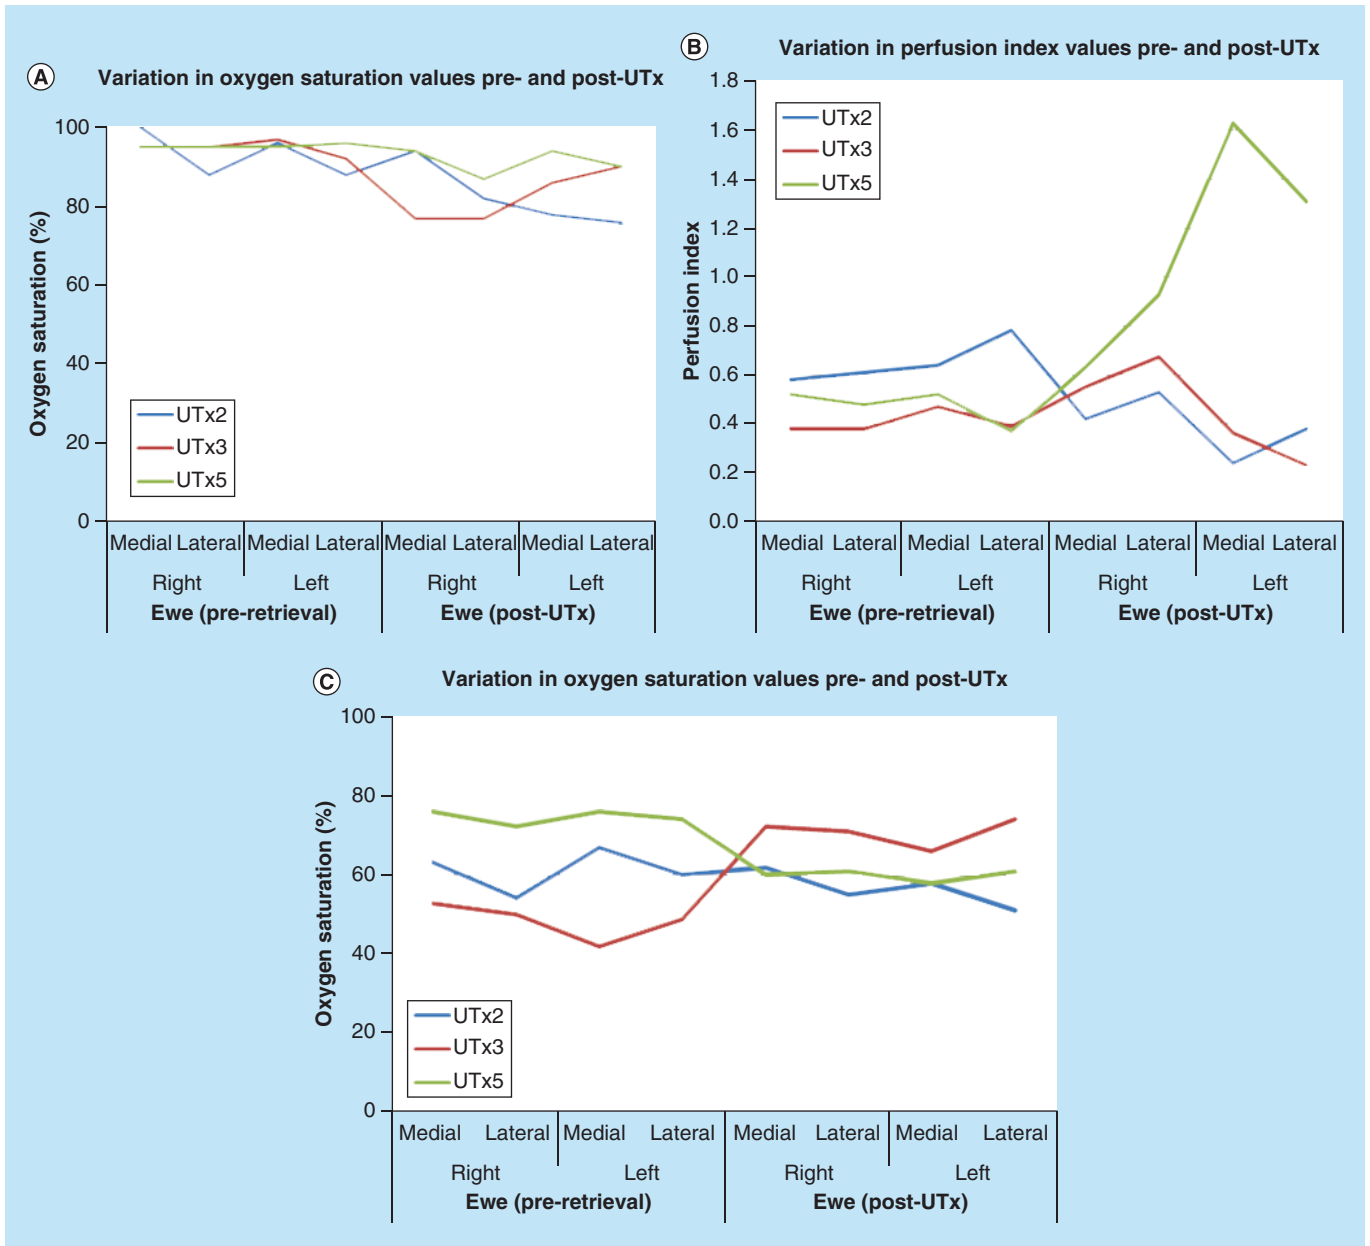 A
Variation in oxygen saturation values pre- and post-UTx
Oxygen saturation (%)
100
80
60
40
20
0
UTx2
UTx3
UTx5
Medial Lateral Medial Lateral Medial Lateral Medial Lateral
Right Left Right Left
Ewe (pre-retrieval) Ewe (post-UTx)
B
Variation in perfusion index values pre- and post-UTx
Perfusion index
1.8
1.6
1.4
1.2
1.0
0.8
0.6
0.4
0.2
0.0
UTx2
UTx3
UTx5
Medial Lateral Medial Lateral Medial Lateral Medial Lateral
Right Left Right Left
Ewe (pre-retrieval) Ewe (post-UTx)
C
Variation in oxygen saturation values pre- and post-UTx
Oxygen saturation (%)
100
80
60
40
20
0
UTx2
UTx3
UTx5
Medial Lateral Medial Lateral Medial Lateral Medial Lateral
Right Left Right Left
Ewe (pre-retrieval) Ewe (post-UTx)